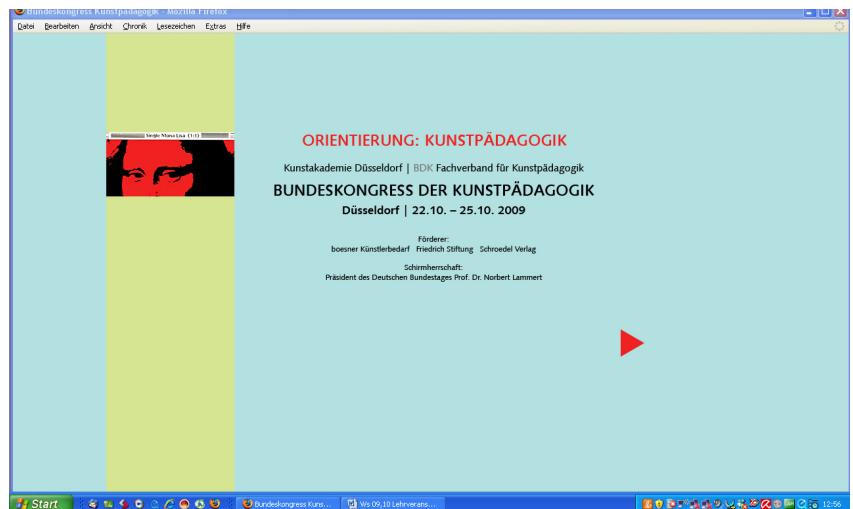 Bundeskongress Kunstpädagogik - Mozilla Firefox
Datei Bearbeiten Ansicht Chronik Lesezeichen Extras Hilfe
Single Mona Lisa (1:1)
ORIENTIERUNG: KUNSTPÄDAGOGIK
Kunstakademie Düsseldorf | BDK Fachverband für Kunstpädagogik
BUNDESKONGRESS DER KUNSTPÄDAGOGIK
Düsseldorf | 22.10. – 25.10. 2009
Förderer:
boesner Künstlerbedarf Friedrich Stiftung Schroedel Verlag
Schirmherrschaft:
Präsident des Deutschen Bundestages Prof. Dr. Norbert Lammert
Start Bundeskongress Kuns... Ws 09,10 Lehrverans... 12:56